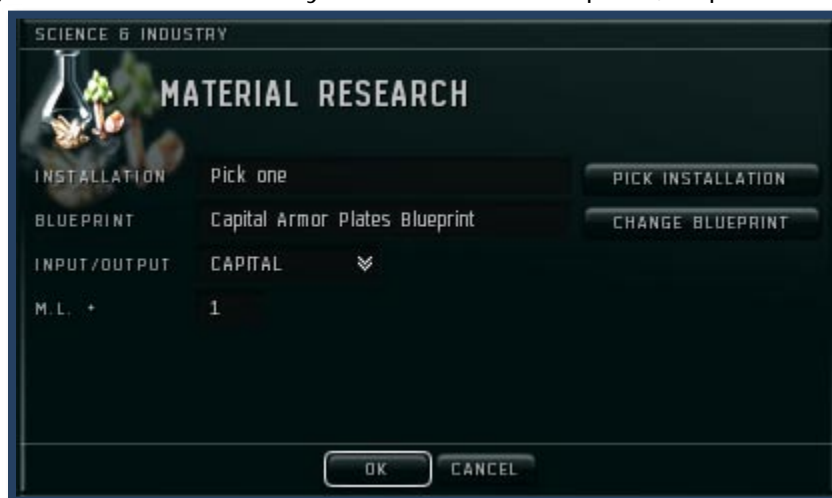 SCIENCE & INDUSTRY
MATERIAL RESEARCH
INSTALLATION Pick one PICK INSTALLATION
BLUEPRINT Capital Armor Plates Blueprint CHANGE BLUEPRINT
INPUT/OUTPUT CAPITAL
M.L. + 1
OK CANCEL